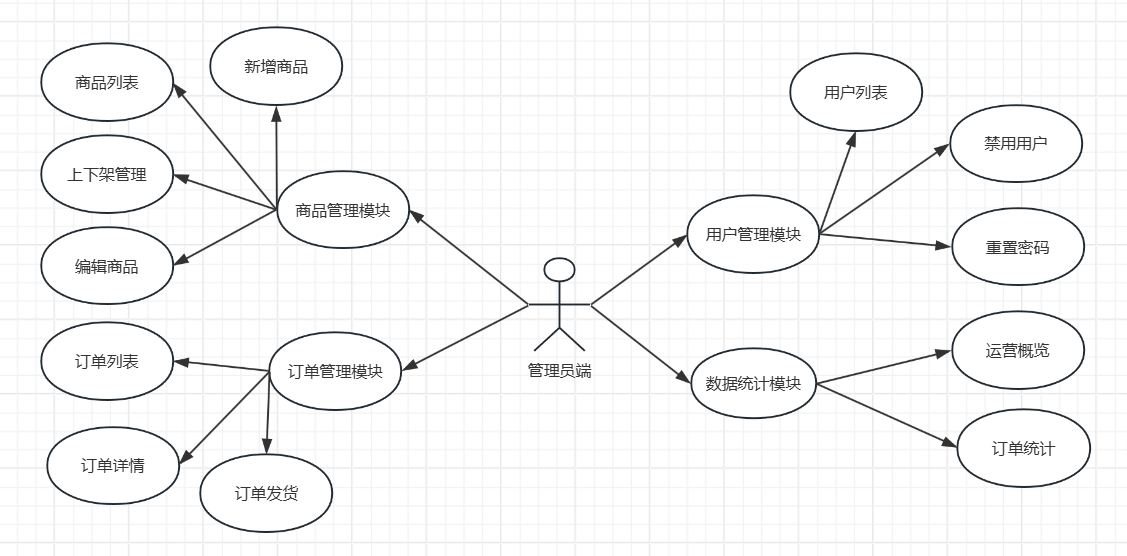 新增商品
商品列表
上下架管理
商品管理模块
编辑商品
订单列表
订单管理模块
订单详情
订单发货
管理员端
用户列表
禁用用户
用户管理模块
重置密码
运营概览
数据统计模块
订单统计